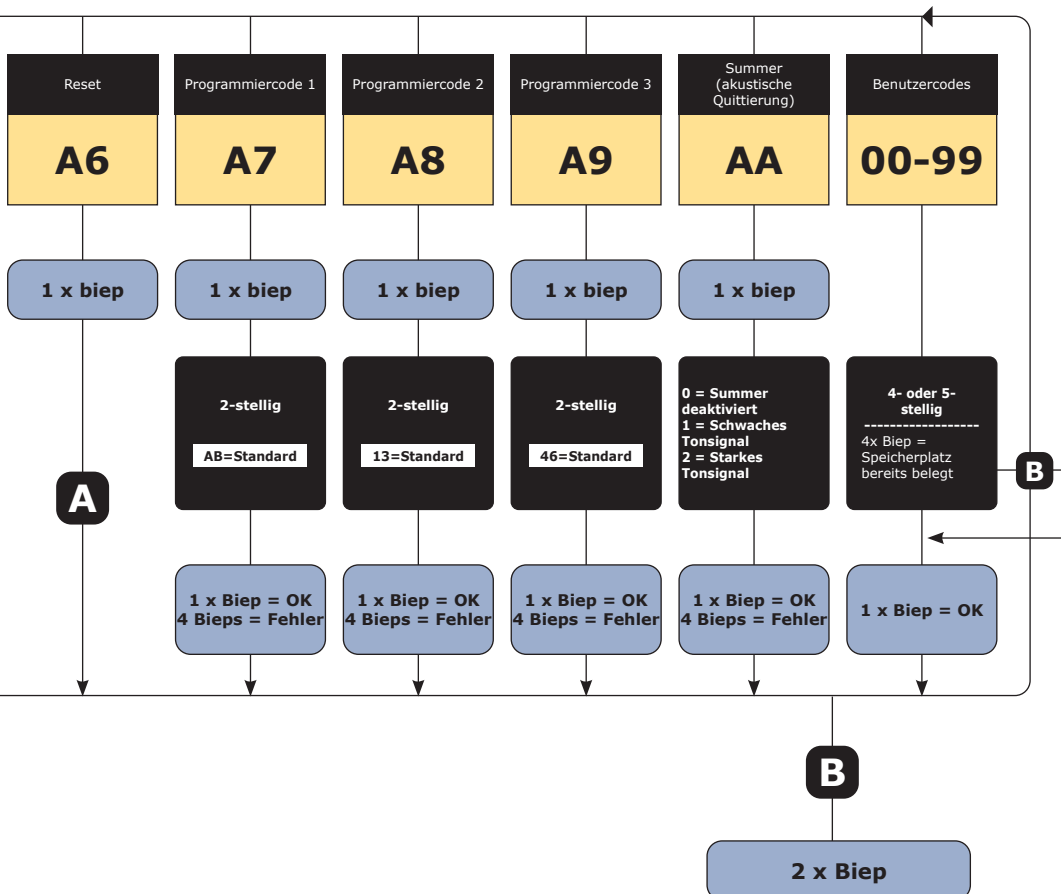 Reset
A6
1 x biep
A
Programmiercode 1
A7
1 x biep
2-stellig
AB=Standard
1 x Biep = OK
4 Bieps = Fehler
Programmiercode 2
A8
1 x biep
2-stellig
13=Standard
1 x Biep = OK
4 Bieps = Fehler
Programmiercode 3
A9
1 x biep
2-stellig
46=Standard
1 x Biep = OK
4 Bieps = Fehler
Summer
(akustische
Quittierung)
AA
1 x biep
0 = Summer
deaktiviert
1 = Schwaches
Tonsignal
2 = Starkes
Tonsignal
1 x Biep = OK
4 Bieps = Fehler
Benutzercodes
00-99
4- oder 5-
stellig
------------------
4x Biep =
Speicherplatz
bereits belegt
B
1 x Biep = OK
B
2 x Biep